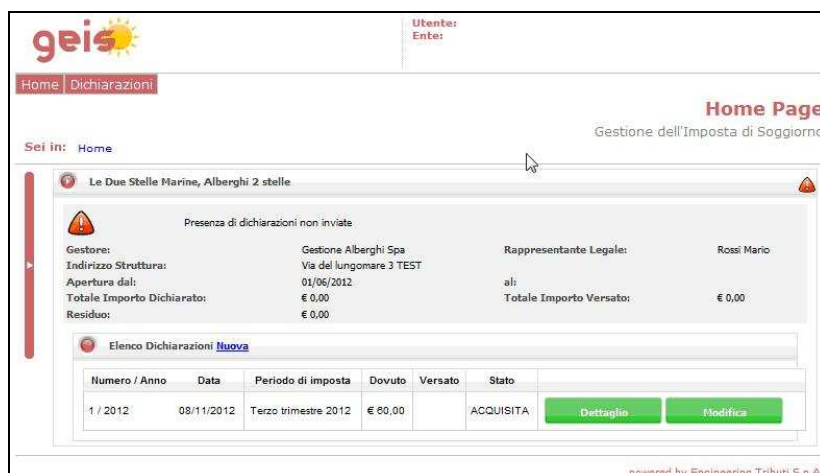 geis
Utente:
Ente:
Home Dichiarazioni
Home Page
Gestione dell'Imposta di Soggiorno
Sei in: Home
Le Due Stelle Marine, Alberghi 2 stelle
Presenza di dichiarazioni non inviate
Gestore: Gestione Alberghi Spa Rappresentante Legale: Rossi Mario
Indirizzo Struttura: Via del lungomare 3 TEST
Apertura dal: 01/06/2012 al:
Totale Importo Dichiarato: € 0,00 Totale Importo Versato: € 0,00
Residuo: € 0,00
Elenco Dichiarazioni Nuova
Numero / Anno Data Periodo di imposta Dovuto Versato Stato
1 / 2012 08/11/2012 Terzo trimestre 2012 € 60,00 ACQUISITA Dettaglio Modifica
powered by Engineering Tributi S.p.A